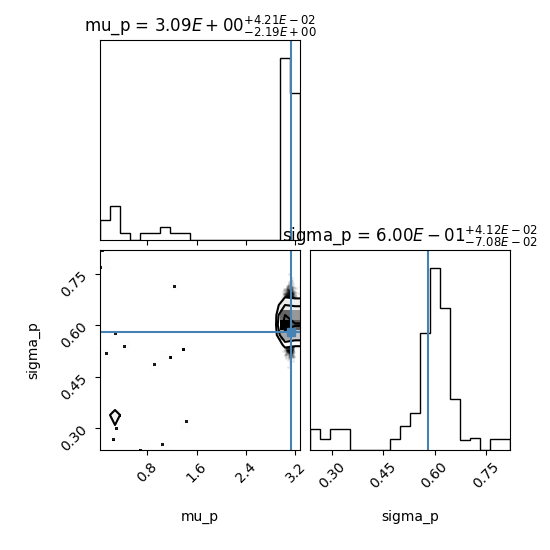 mu_p = 3.09E + 00+4.21E − 02 −2.19E + 00
sigma_p = 6.00E − 01+4.12E − 02 −7.08E − 02
sigma_p
0.75
0.60
0.45
0.30
0.8 1.6 2.4 3.2
0.30 0.45 0.60 0.75
mu_p sigma_p